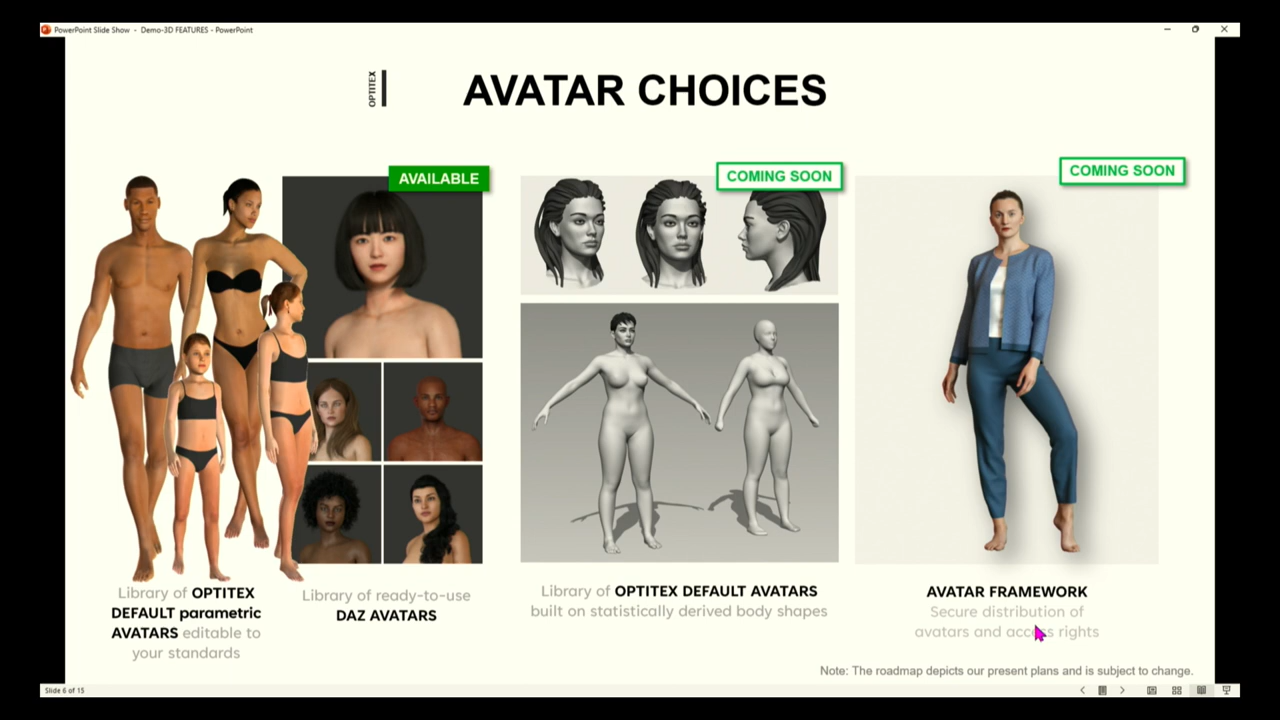 PowerPoint Slide Show - Demo-3D FEATURES - PowerPoint
OPTITEX
AVATAR CHOICES
AVAILABLE
COMING SOON
COMING SOON
Library of OPTITEX
DEFAULT parametric
AVATARS editable to
your standards
Library of ready-to-use
DAZ AVATARS
Library of OPTITEX DEFAULT AVATARS
built on statistically derived body shapes
AVATAR FRAMEWORK
Secure distribution of
avatars and access rights
Note: The roadmap depicts our present plans and is subject to change.
Slide 6 of 15